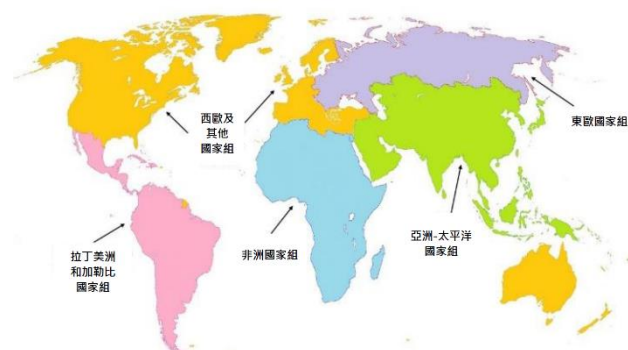 西歐及
其他
國家組
東歐國家組
拉丁美洲
和加勒比
國家組
非洲國家組
亞洲-太平洋
國家組